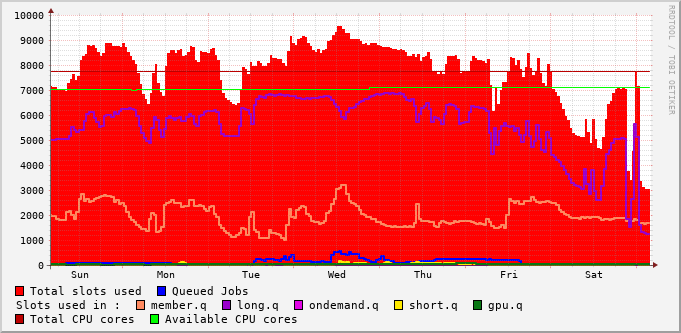 10000
9000
8000
7000
6000
5000
4000
3000
2000
1000
0
Sun Mon Tue Wed Thu Fri Sat
RRDTOOL / TOBI OETIKER
Total slots used Queued Jobs
Slots used in : member.q long.q ondemand.q short.q gpu.q
Total CPU cores Available CPU cores